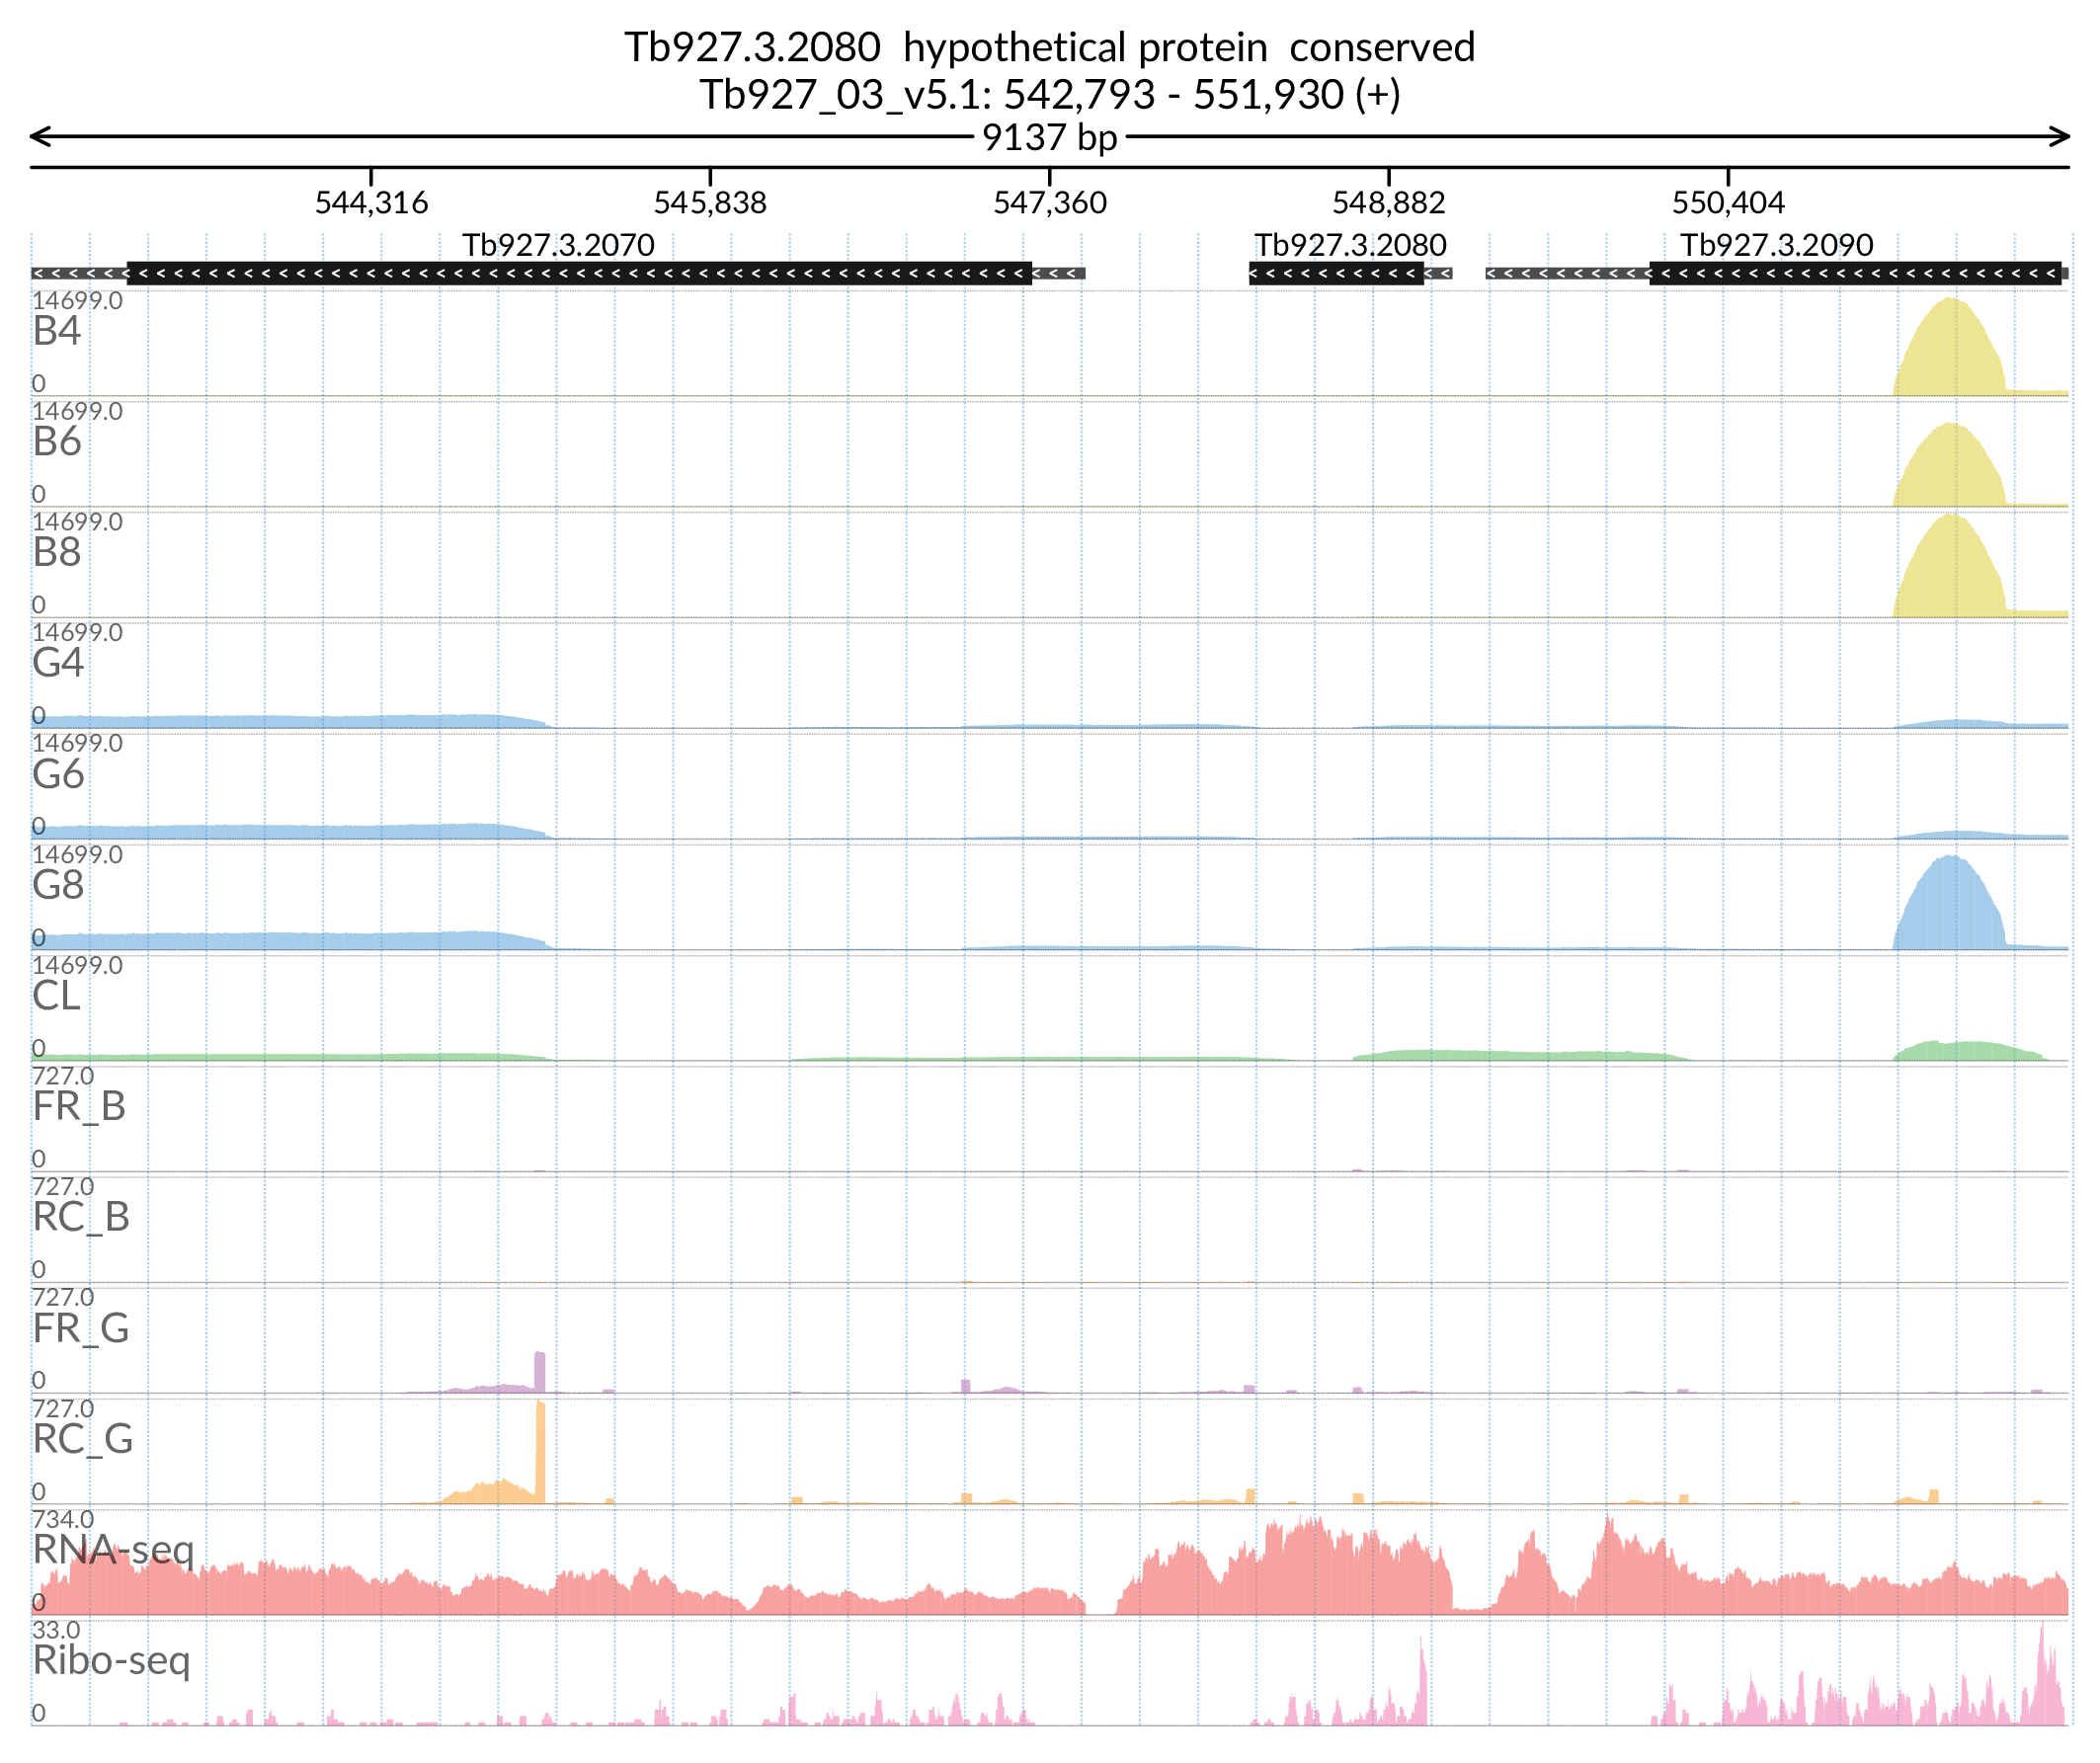 Tb927.3.2080  hypothetical protein  conserved
Tb927_03_v5.1: 542,793 - 551,930 (+)
9137 bp
544,316 545,838 547,360 548,882 550,404
Tb927.3.2070 Tb927.3.2080 Tb927.3.2090
14699.0
B4
0
14699.0
B6
0
14699.0
B8
0
14699.0
G4
0
14699.0
G6
0
14699.0
G8
0
14699.0
CL
0
727.0
FR_B
0
727.0
RC_B
0
727.0
FR_G
0
727.0
RC_G
0
734.0
RNA-seq
0
33.0
Ribo-seq
0